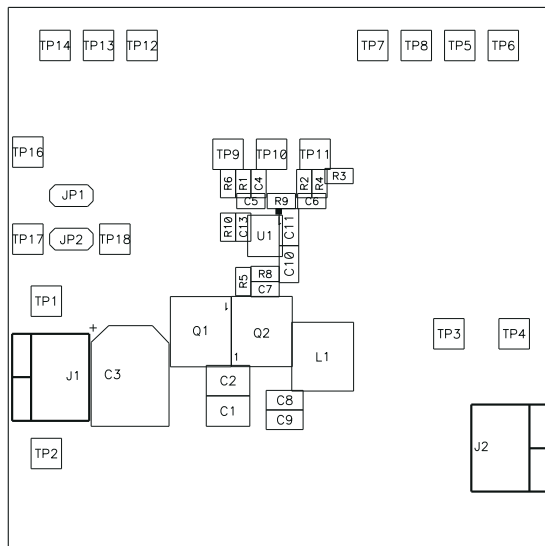 TP14 TP13 TP12 TP7 TP8 TP5 TP6
TP16 TP9 TP10 TP11
R6 R1 C4 R2 R4 R3
JP1 C5 R9 C6
R10 C13 U1 1 C11
TP17 JP2 TP18
C10
R5 R8
C7
TP1
+ Q1 1 Q2 1 L1 TP3 TP4
J1 C3 C2
C1 C8
C9
TP2 J2